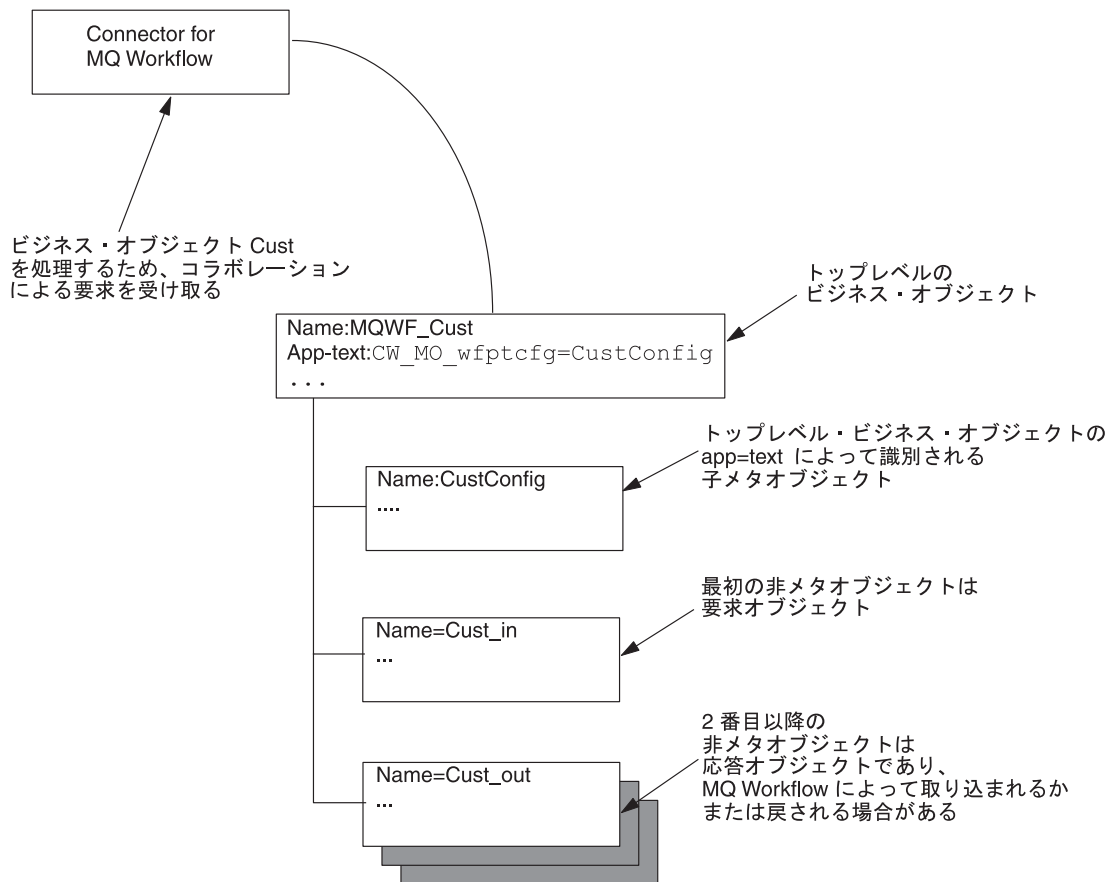 Connector for
MQ Workflow
ビジネス・オブジェクト Cust
を処理するため、コラボレーション
による要求を受け取る
トップレベルの
ビジネス・オブジェクト
Name:MQWF_Cust
App-text:CW_MO_wfptcfg=CustConfig
...
トップレベル・ビジネス・オブジェクトの
app=text によって識別される
子メタオブジェクト
Name:CustConfig
....
最初の非メタオブジェクトは
要求オブジェクト
Name=Cust_in
...
2 番目以降の
非メタオブジェクトは
応答オブジェクトであり、
MQ Workflow によって取り込まれるか
または戻される場合がある
Name=Cust_out
...